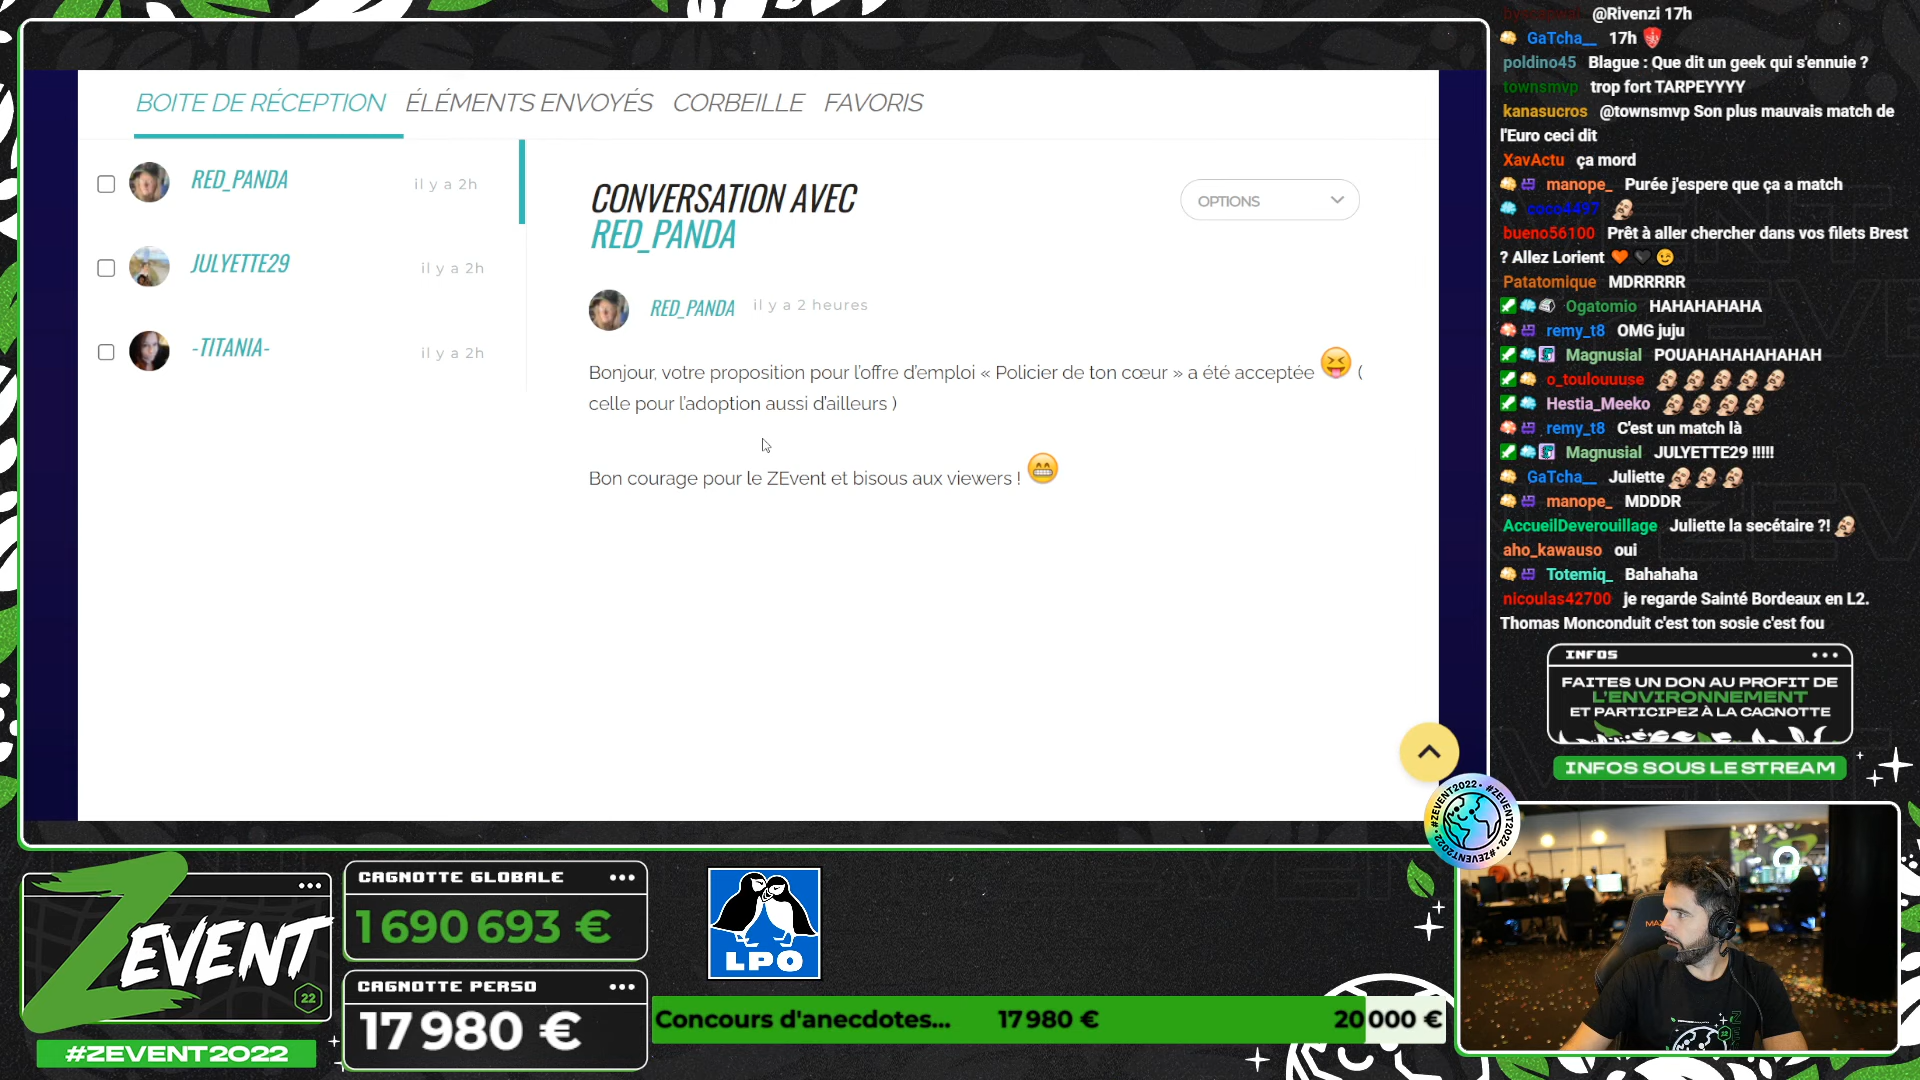 BOITE DE RÉCEPTION ÉLÉMENTS ENVOYÉS CORBEILLE FAVORIS
RED_PANDA il y a 2h
JULYETTE29 il y a 2h
-TITANIA- il y a 2h
CONVERSATION AVEC
RED_PANDA
OPTIONS
RED_PANDA il y a 2 heures
Bonjour, votre proposition pour l'offre d'emploi « Policier de ton cœur » a été acceptée 😝 (
celle pour l'adoption aussi d'ailleurs )
Bon courage pour le ZEvent et bisous aux viewers ! 😁
@Rivenzi 17h
GaTcha__ 17h
poldino45 Blague : Que dit un geek qui s'ennuie ?
townsmvp trop fort TARPEYYYY
kanasucros @townsmvp Son plus mauvais match de
l'Euro ceci dit
XavActu ça mord
manope_ Purée j'espere que ça a match
coco4497
bueno56100 Prêt à aller chercher dans vos filets Brest
? Allez Lorient 🧡 🖤 😉
Patatomique MDRRRRR
Ogatomio HAHAHAHAHA
remy_t8 OMG juju
Magnusial POUAHAHAHAHAHAH
o_toulouuuse
Hestia_Meeko
remy_t8 C'est un match là
Magnusial JULYETTE29 !!!!!
GaTcha__ Juliette
manope_ MDDDR
AccueilDeverouillage Juliette la secétaire ?!
aho_kawauso oui
Totemiq_ Bahahaha
nicoulas42700 je regarde Sainté Bordeaux en L2.
Thomas Monconduit c'est ton sosie c'est fou
INFOS
FAITES UN DON AU PROFIT DE
L'ENVIRONNEMENT
ET PARTICIPEZ À LA CAGNOTTE
INFOS SOUS LE STREAM
#ZEVENT2022 • #ZEVENT2022 • #ZEVENT2022 •
ZEVENT
22
#ZEVENT2022
CAGNOTTE GLOBALE
1 690 693 €
CAGNOTTE PERSO
17 980 €
LPO
Concours d'anecdotes... 17 980 € 20 000 €